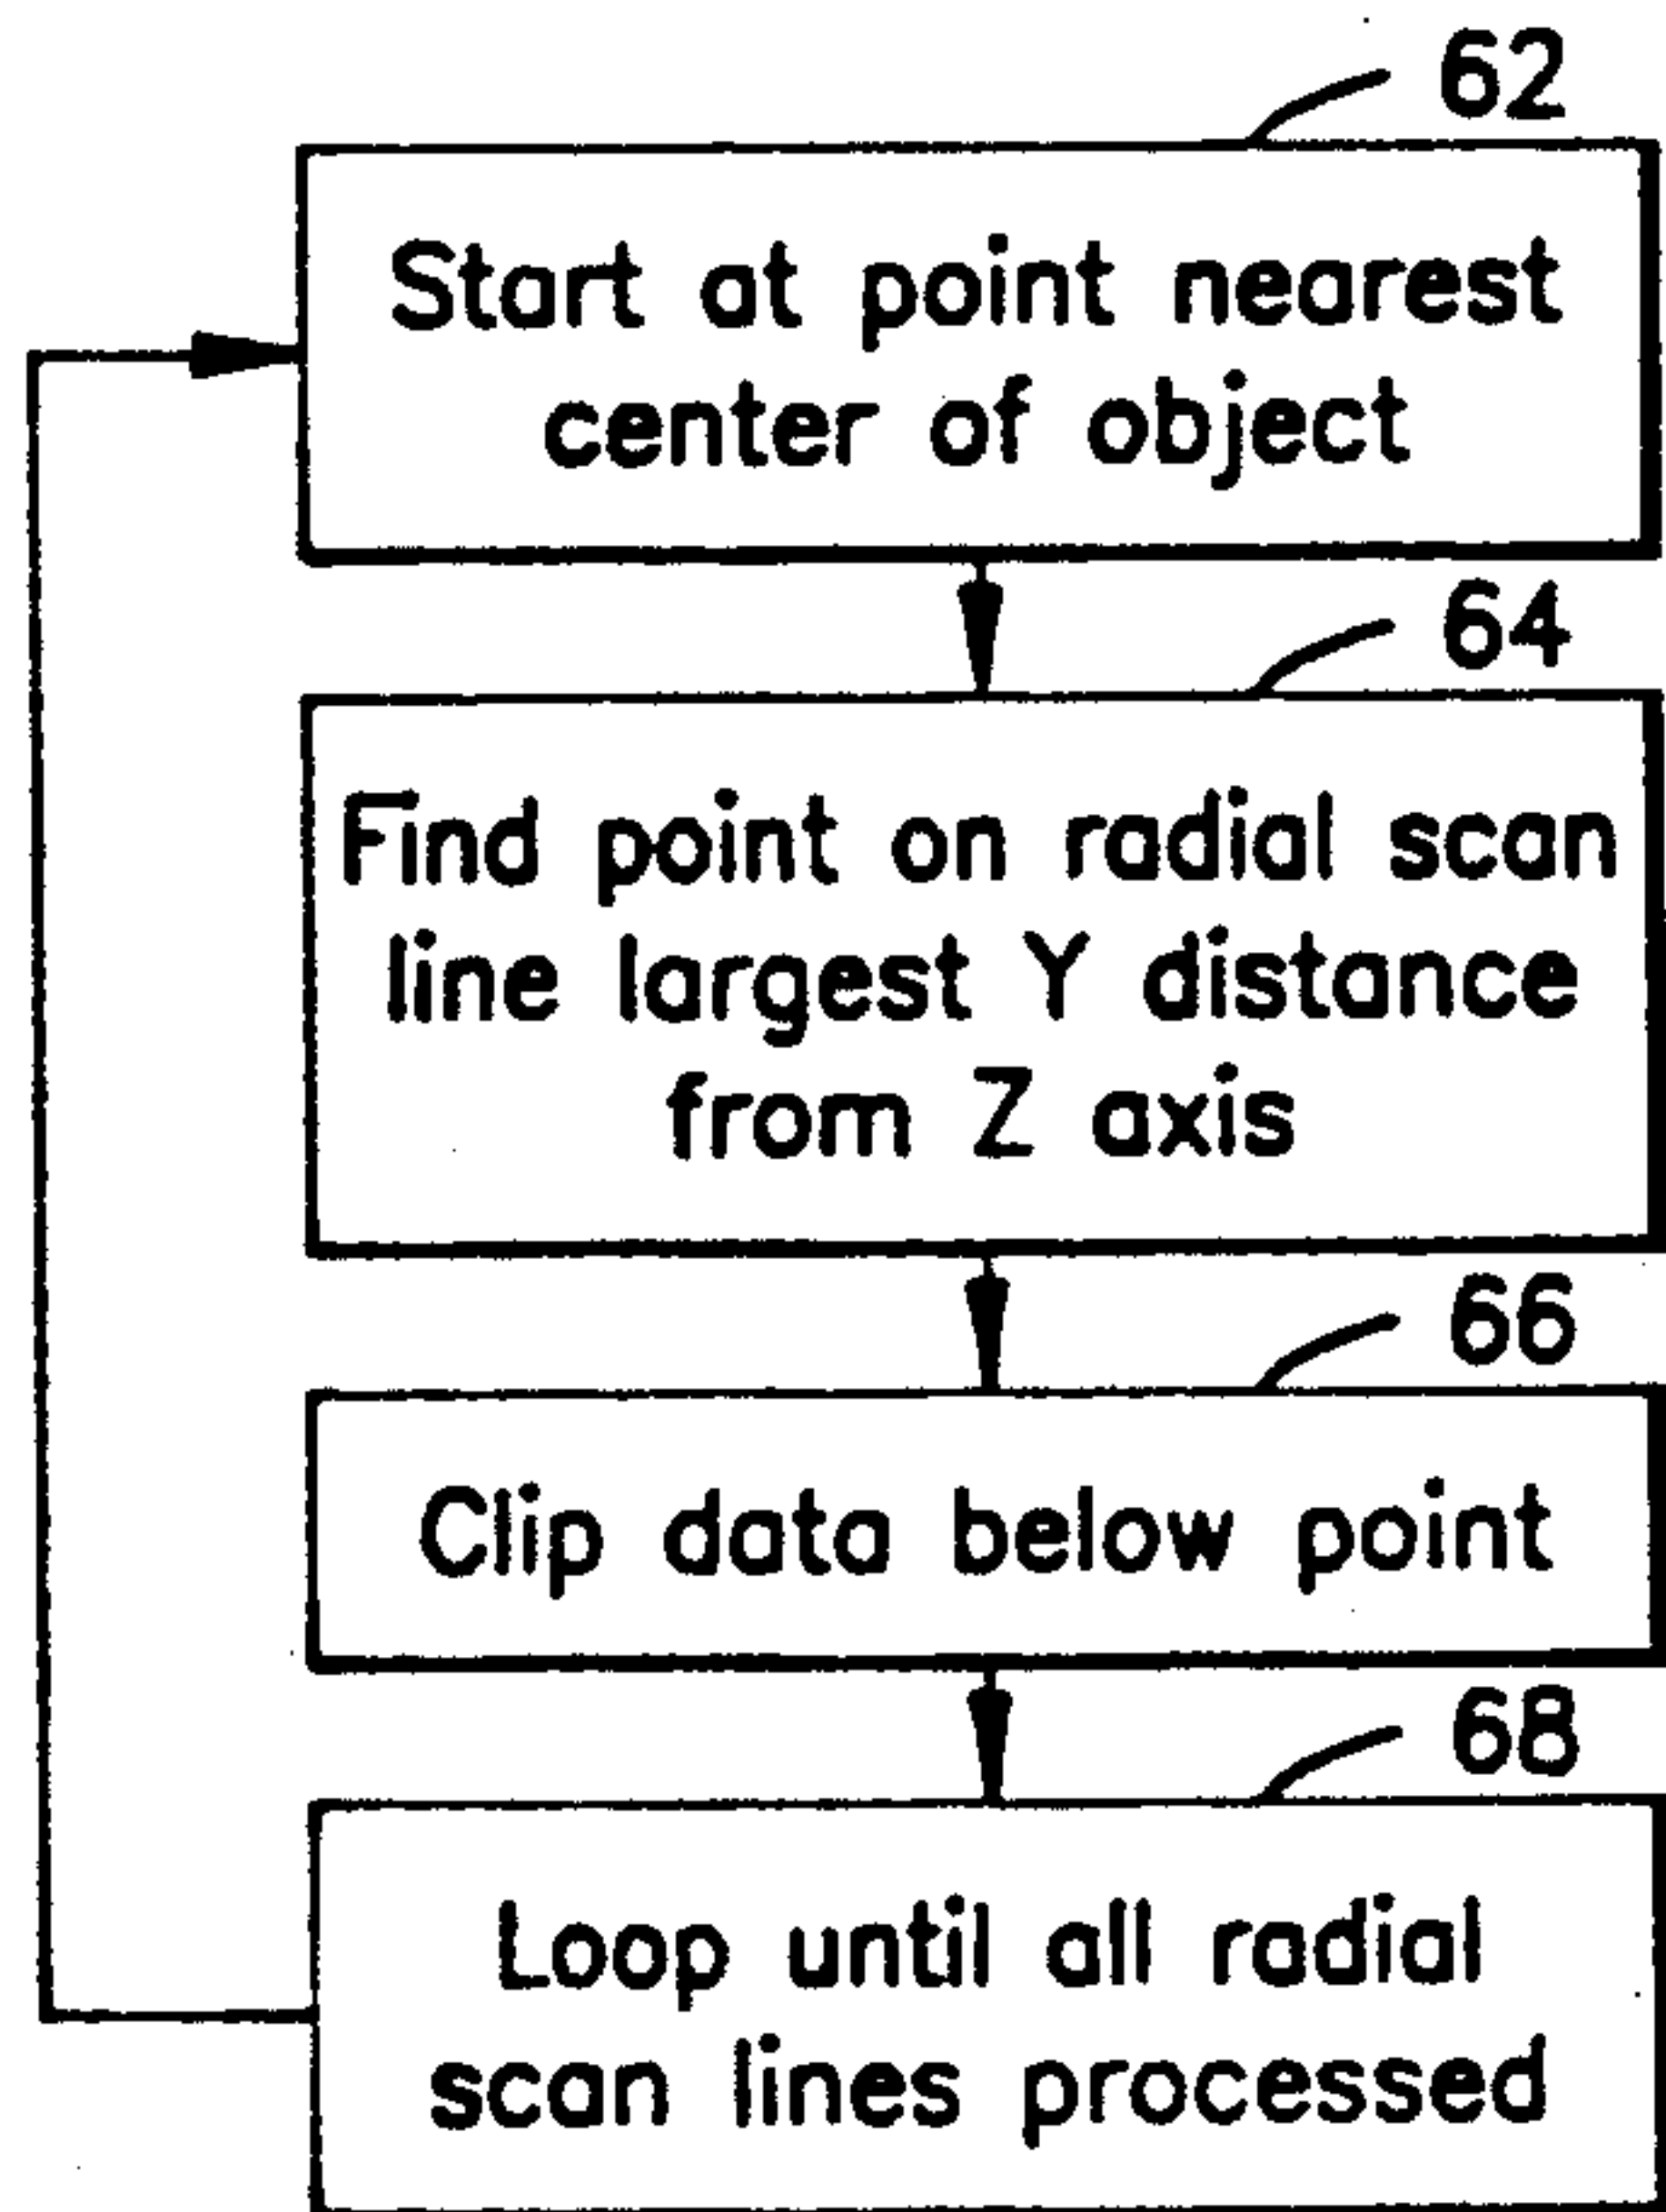 62
Start at point nearest
center of object
64
Find point on radial scan
line largest Y distance
from Z axis
66
Clip data below point
68
Loop until all radial
scan lines processed